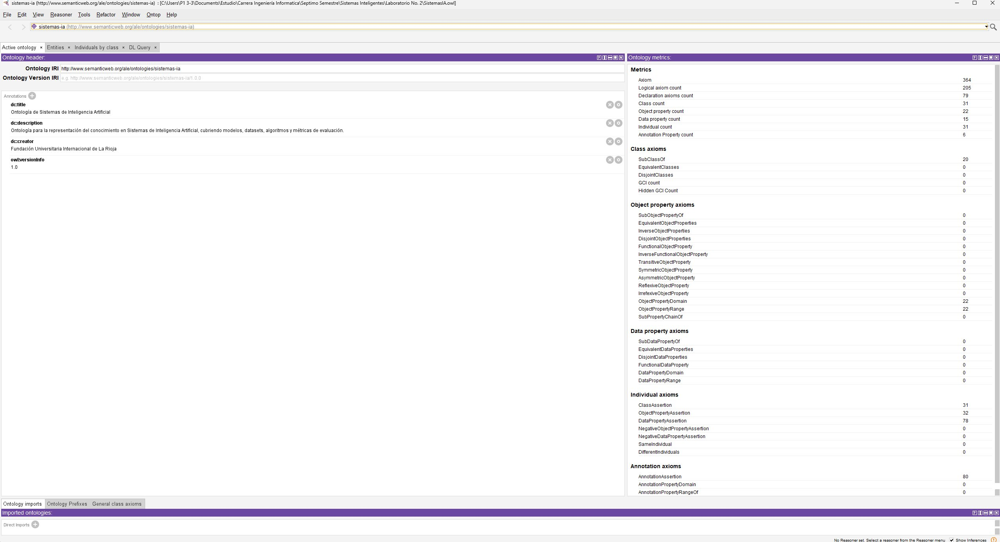 sistemas-ia (http://www.semanticweb.org/ale/ontologies/sistemas-ia) : [C:\Users\P1 3-3\Documents\Estudio\Carrera Ingeniería Informatica\Septimo Semestre\Sistemas Inteligentes\Laboratorio No. 2\SistemasIA.owl]
File Edit View Reasoner Tools Refactor Window Ontop Help
sistemas-ia (http://www.semanticweb.org/ale/ontologies/sistemas-ia)
Active ontology × Entities × Individuals by class × DL Query ×
Ontology header:
Ontology IRI http://www.semanticweb.org/ale/ontologies/sistemas-ia
Ontology Version IRI e.g. http://www.semanticweb.org/ale/ontologies/sistemas-ia/1.0.0
Annotations
dc:title
Ontología de Sistemas de Inteligencia Artificial
dc:description
Ontología para la representación del conocimiento en Sistemas de Inteligencia Artificial, cubriendo modelos, datasets, algoritmos y métricas de evaluación.
dc:creator
Fundación Universitaria Internacional de La Rioja
owl:versionInfo
1.0
Ontology metrics:
Metrics
Axiom 364
Logical axiom count 205
Declaration axioms count 79
Class count 31
Object property count 22
Data property count 15
Individual count 31
Annotation Property count 6
Class axioms
SubClassOf 20
EquivalentClasses 0
DisjointClasses 0
GCI count 0
Hidden GCI Count 0
Object property axioms
SubObjectPropertyOf 0
EquivalentObjectProperties 0
InverseObjectProperties 0
DisjointObjectProperties 0
FunctionalObjectProperty 0
InverseFunctionalObjectProperty 0
TransitiveObjectProperty 0
SymmetricObjectProperty 0
AsymmetricObjectProperty 0
ReflexiveObjectProperty 0
IrrefexiveObjectProperty 0
ObjectPropertyDomain 22
ObjectPropertyRange 22
SubPropertyChainOf 0
Data property axioms
SubDataPropertyOf 0
EquivalentDataProperties 0
DisjointDataProperties 0
FunctionalDataProperty 0
DataPropertyDomain 0
DataPropertyRange 0
Individual axioms
ClassAssertion 31
ObjectPropertyAssertion 32
DataPropertyAssertion 78
NegativeObjectPropertyAssertion 0
NegativeDataPropertyAssertion 0
SameIndividual 0
DifferentIndividuals 0
Annotation axioms
AnnotationAssertion 80
AnnotationPropertyDomain 0
AnnotationPropertyRangeOf 0
Ontology imports Ontology Prefixes General class axioms
Imported ontologies:
Direct Imports
No Reasoner set. Select a reasoner from the Reasoner menu Show Inferences